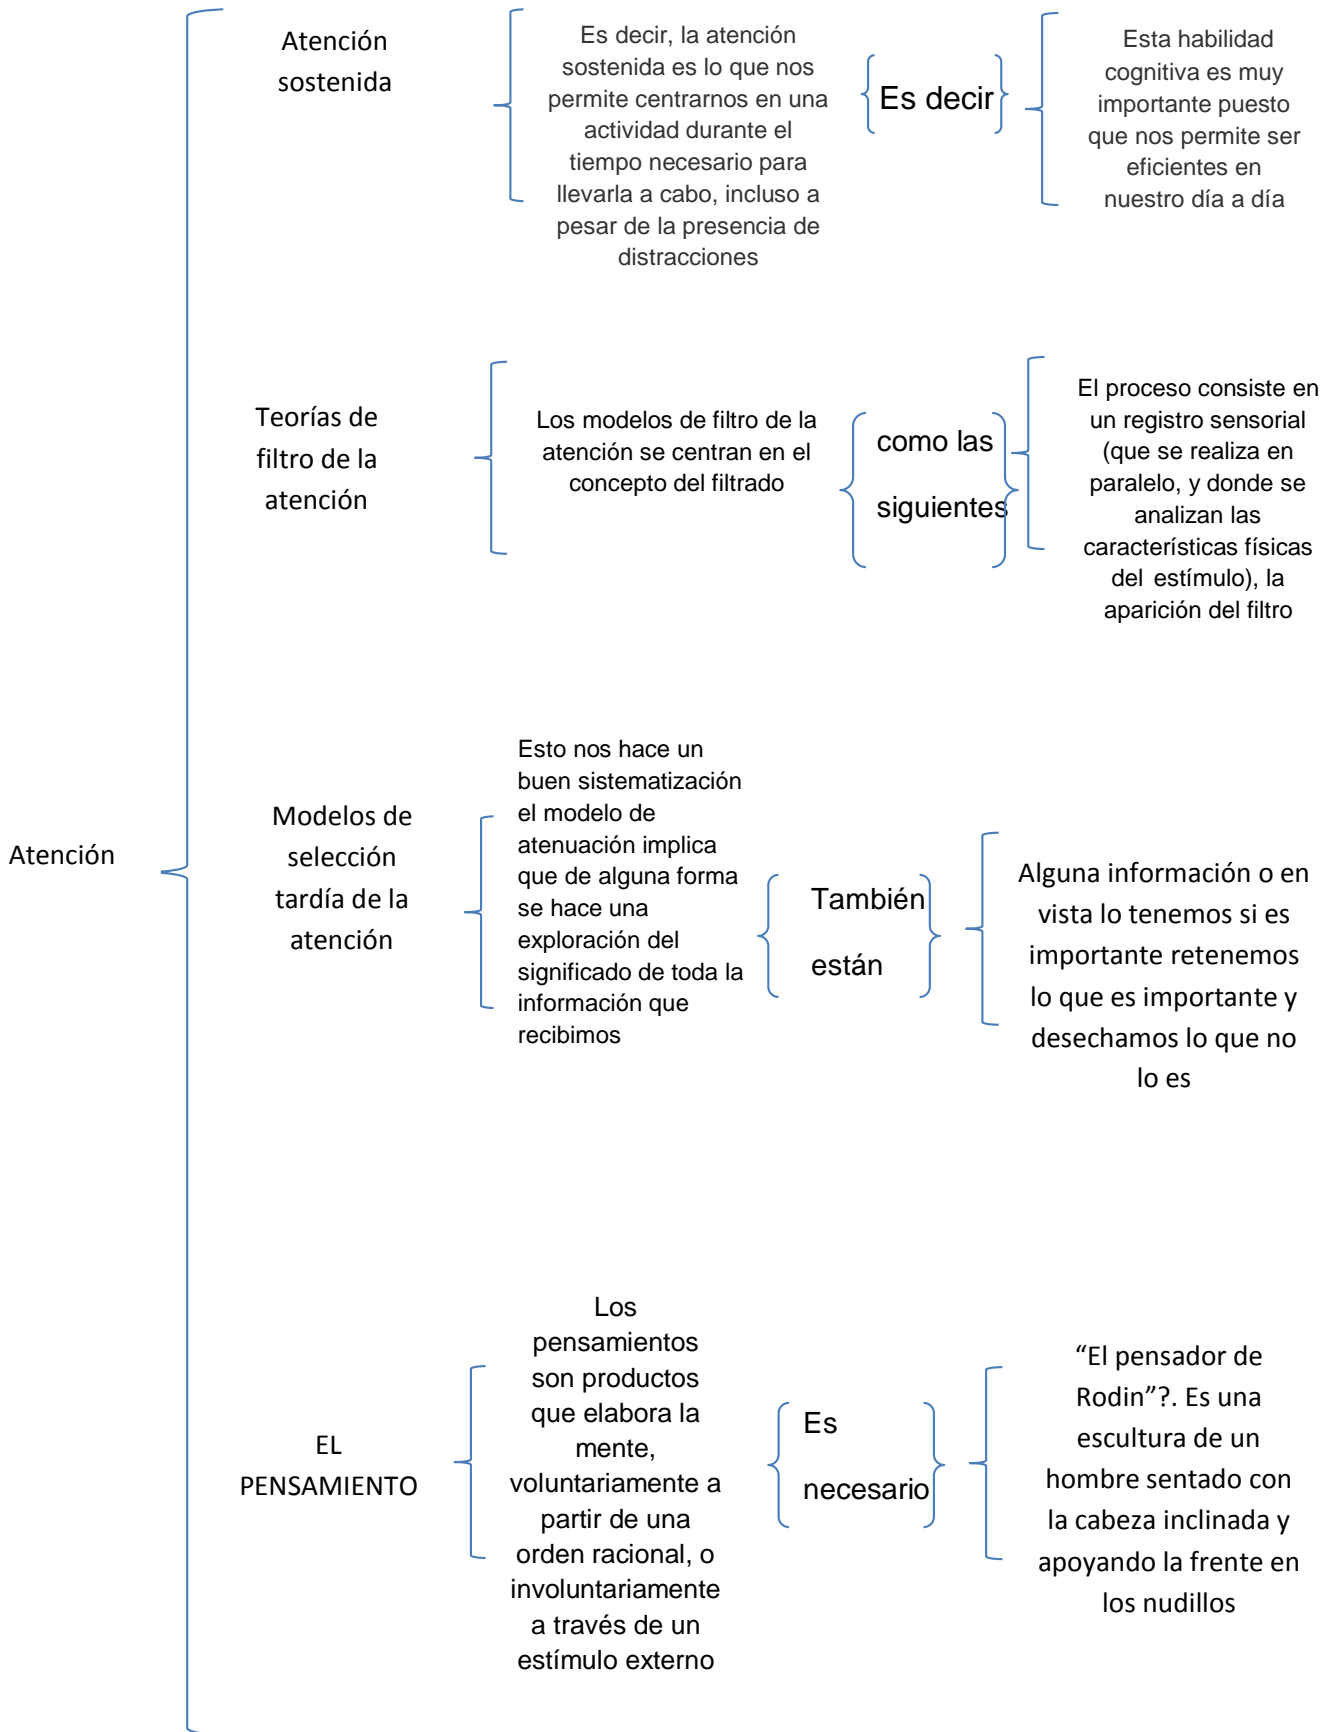 Atención
Atención
sostenida
Es decir, la atención
sostenida es lo que nos
permite centrarnos en una
actividad durante el
tiempo necesario para
llevarla a cabo, incluso a
pesar de la presencia de
distracciones
Es decir
Esta habilidad
cognitiva es muy
importante puesto
que nos permite ser
eficientes en
nuestro día a día
Teorías de
filtro de la
atención
Los modelos de filtro de la
atención se centran en el
concepto del filtrado
como las
siguientes
El proceso consiste en
un registro sensorial
(que se realiza en
paralelo, y donde se
analizan las
características físicas
del estímulo), la
aparición del filtro
Modelos de
selección
tardía de la
atención
Esto nos hace un
buen sistematización
el modelo de
atenuación implica
que de alguna forma
se hace una
exploración del
significado de toda la
información que
recibimos
También
están
Alguna información o en
vista lo tenemos si es
importante retenemos
lo que es importante y
desechamos lo que no
lo es
EL
PENSAMIENTO
Los
pensamientos
son productos
que elabora la
mente,
voluntariamente a
partir de una
orden racional, o
involuntariamente
a través de un
estímulo externo
Es
necesario
“El pensador de
Rodin”?. Es una
escultura de un
hombre sentado con
la cabeza inclinada y
apoyando la frente en
los nudillos